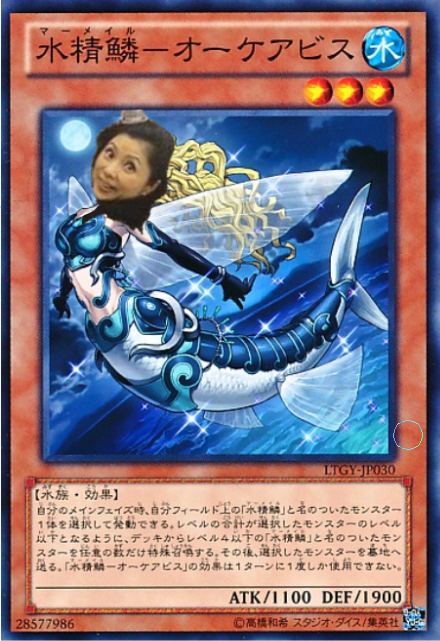 マーメイル
水精鱗－オーケアビス
水
LTGY-JP030
【水族・効果】
自分のメインフェイズ時、自分フィールド上の「水精鱗」と名のついたモンスター
1体を選択して発動できる。レベルの合計が選択したモンスターのレベル
以下となるように、デッキからレベル4以下の「水精鱗」と名のついたモン
スターを任意の数だけ特殊召喚する。その後、選択したモンスターを墓地へ
送る。「水精鱗－オーケアビス」の効果は1ターンに1度しか使用できない。
ATK/1100 DEF/1900
28577986
©高橋和希 スタジオ・ダイス/集英社